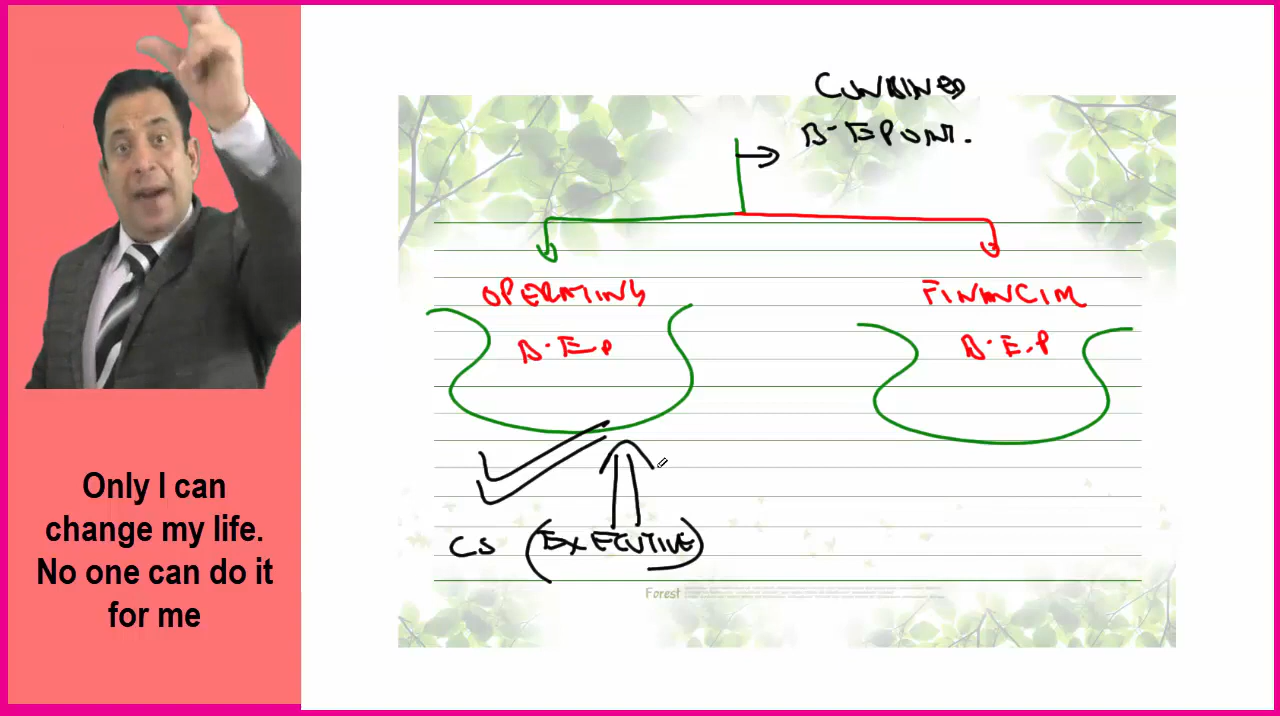 COMBINED
B.E POINT.
OPERATING
B.E.P
FINANCIAL
B.E.P
CS (EXECUTIVE)
Forest
Only I can
change my life.
No one can do it
for me